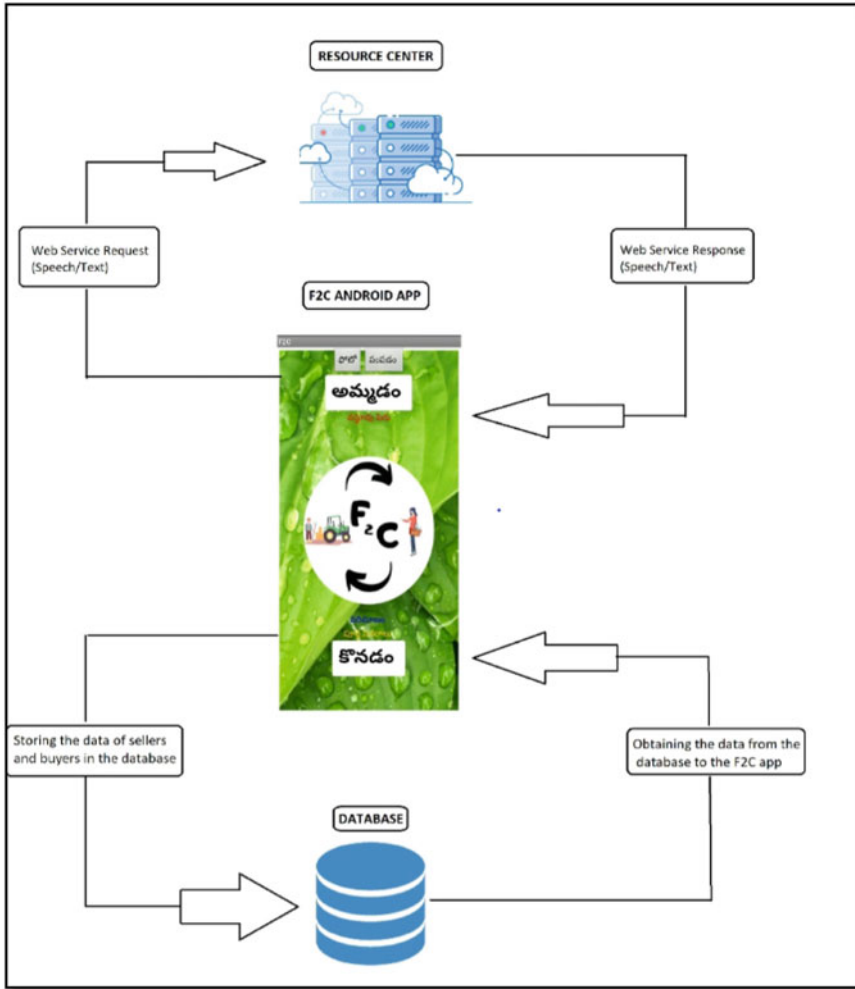 RESOURCE CENTER
Web Service Request
(Speech/Text)
Web Service Response
(Speech/Text)
F2C ANDROID APP
F2C
అమ్మడం
F2C
కొనడం
Storing the data of sellers
and buyers in the database
Obtaining the data from the
database to the F2C app
DATABASE